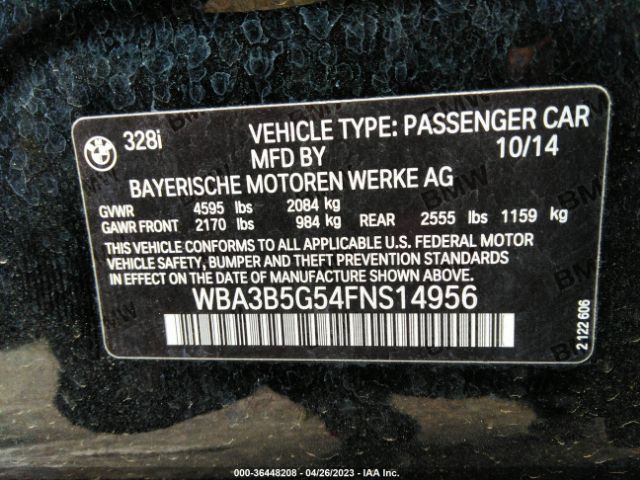 328i VEHICLE TYPE: PASSENGER CAR
MFD BY 10/14
BAYERISCHE MOTOREN WERKE AG
GVWR 4595 lbs 2084 kg
GAWR FRONT 2170 lbs 984 kg REAR 2555 lbs 1159 kg
THIS VEHICLE CONFORMS TO ALL APPLICABLE U.S. FEDERAL MOTOR
VEHICLE SAFETY, BUMPER AND THEFT PREVENTION STANDARDS
IN EFFECT ON THE DATE OF MANUFACTURE SHOWN ABOVE.
WBA3B5G54FNS14956
2 122 606
000-36448208 - 04/26/2023 - IAA Inc.